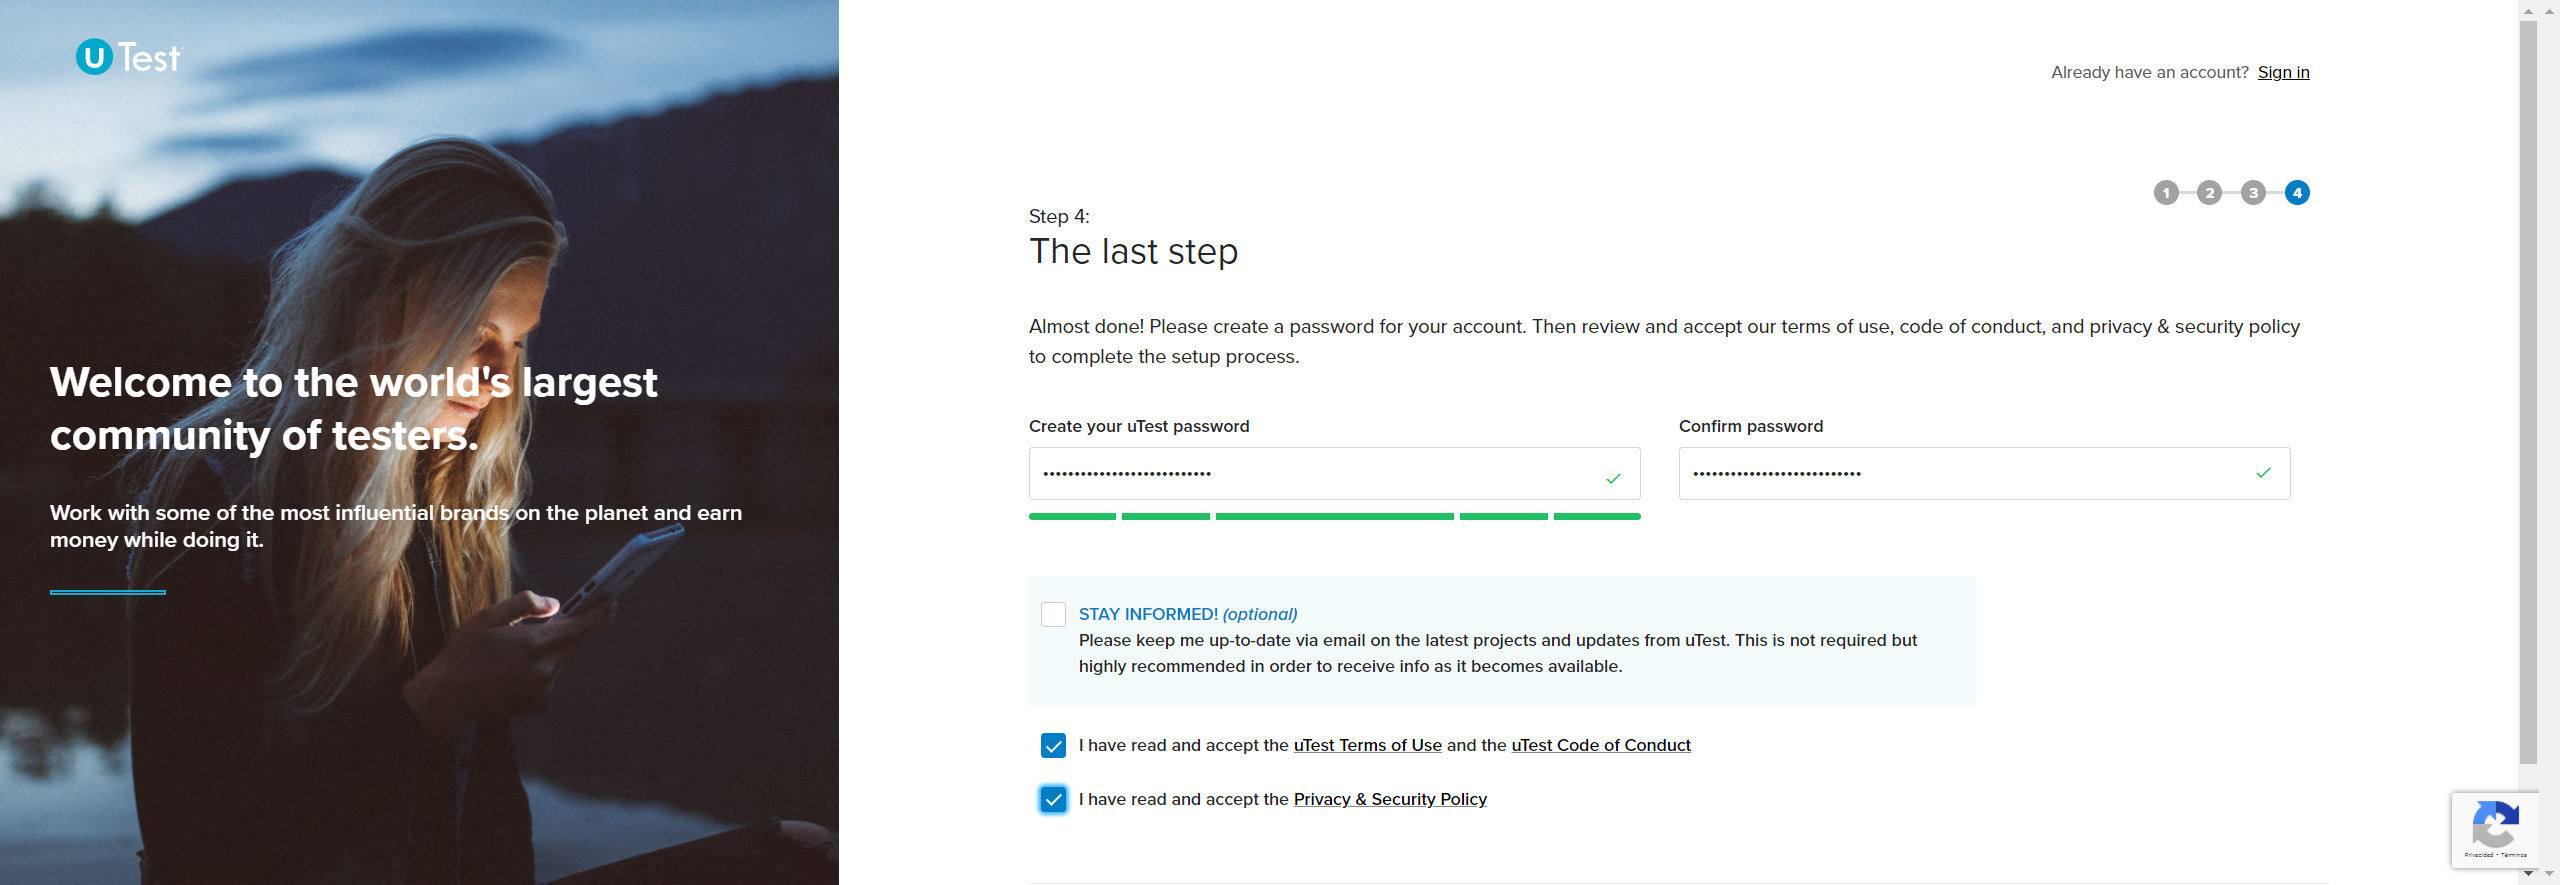 U Test
Welcome to the world's largest
community of testers.
Work with some of the most influential brands on the planet and earn
money while doing it.
Already have an account? Sign in
1 2 3 4
Step 4:
The last step
Almost done! Please create a password for your account. Then review and accept our terms of use, code of conduct, and privacy & security policy
to complete the setup process.
Create your uTest password
Confirm password
STAY INFORMED! (optional)
Please keep me up-to-date via email on the latest projects and updates from uTest. This is not required but
highly recommended in order to receive info as it becomes available.
I have read and accept the uTest Terms of Use and the uTest Code of Conduct
I have read and accept the Privacy & Security Policy
Privacidad - Términos